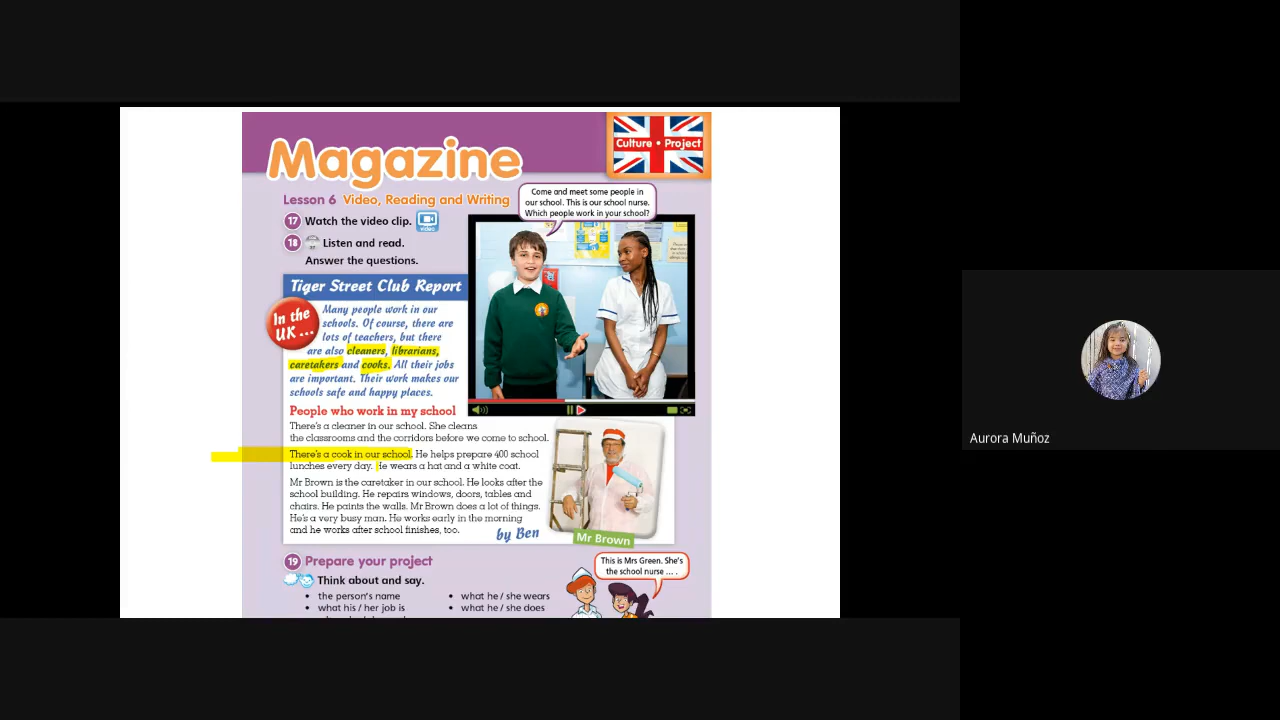 Magazine
Culture • Project
Lesson 6 Video, Reading and Writing
Come and meet some people in
our school. This is our school nurse.
Which people work in your school?
17 Watch the video clip.
video
18 Listen and read.
Answer the questions.
Tiger Street Club Report
In the
UK ...
Many people work in our
schools. Of course, there are
lots of teachers, but there
are also cleaners, librarians,
caretakers and cooks. All their jobs
are important. Their work makes our
schools safe and happy places.
People who work in my school
There's a cleaner in our school. She cleans
the classrooms and the corridors before we come to school.
There's a cook in our school. He helps prepare 400 school
lunches every day. He wears a hat and a white coat.
Mr Brown is the caretaker in our school. He looks after the
school building. He repairs windows, doors, tables and
chairs. He paints the walls. Mr Brown does a lot of things.
He's a very busy man. He works early in the morning
and he works after school finishes, too.
by Ben
Mr Brown
19 Prepare your project
Think about and say.
• the person's name
• what his / her job is
• what he / she wears
• what he / she does
This is Mrs Green. She's
the school nurse ... .
Aurora Muñoz